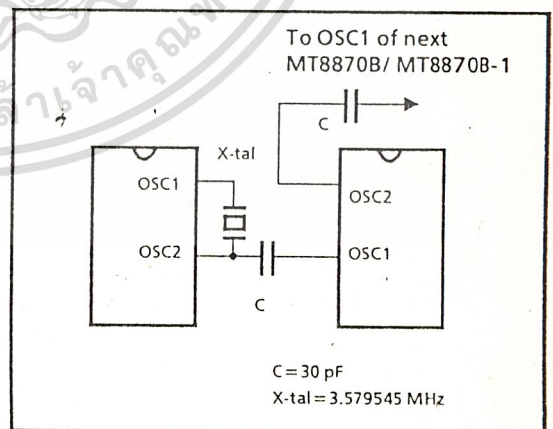 To OSC1 of next
MT8870B/ MT8870B-1
C
X-tal
OSC1
OSC2
OSC2
OSC1
C
C = 30 pF
X-tal = 3.579545 MHz